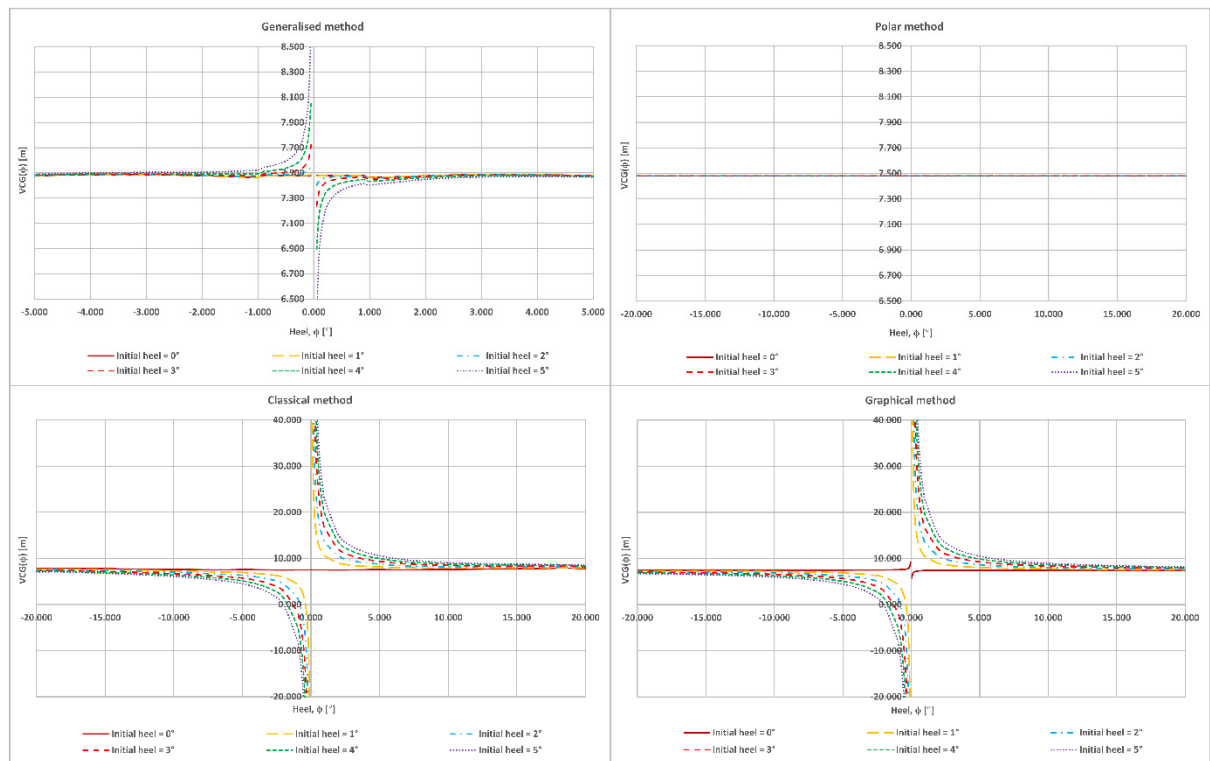 Generalised method
8.500
8.300
8.100
7.900
7.700
7.500
7.300
7.100
6.900
6.700
6.500
VCG(ϕ) [m]
-5.000 -4.000 -3.000 -2.000 -1.000 0.000 1.000 2.000 3.000 4.000 5.000
Heel, ϕ [°]
Initial heel = 0° Initial heel = 1° Initial heel = 2°
Initial heel = 3° Initial heel = 4° Initial heel = 5°
Polar method
8.500
8.300
8.100
7.900
7.700
7.500
7.300
7.100
6.900
6.700
6.500
VCG(ϕ) [m]
-20.000 -15.000 -10.000 -5.000 0.000 5.000 10.000 15.000 20.000
Heel, ϕ [°]
Initial heel = 0° Initial heel = 1° Initial heel = 2°
Initial heel = 3° Initial heel = 4° Initial heel = 5°
Classical method
40.000
30.000
20.000
10.000
0.000
-10.000
-20.000
VCG(ϕ) [m]
-20.000 -15.000 -10.000 -5.000 0.000 5.000 10.000 15.000 20.000
Heel, ϕ [°]
Initial heel = 0° Initial heel = 1° Initial heel = 2°
Initial heel = 3° Initial heel = 4° Initial heel = 5°
Graphical method
40.000
30.000
20.000
10.000
0.000
-10.000
-20.000
VCG(ϕ) [m]
-20.000 -15.000 -10.000 -5.000 0.000 5.000 10.000 15.000 20.000
Heel, ϕ [°]
Initial heel = 0° Initial heel = 1° Initial heel = 2°
Initial heel = 3° Initial heel = 4° Initial heel = 5°